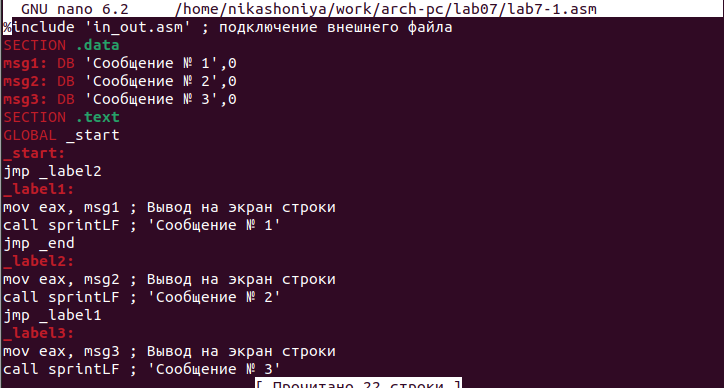 GNU nano 6.2 /home/nikashoniya/work/arch-pc/lab07/lab7-1.asm
%include 'in_out.asm' ; подключение внешнего файла
SECTION .data
msg1: DB 'Сообщение № 1',0
msg2: DB 'Сообщение № 2',0
msg3: DB 'Сообщение № 3',0
SECTION .text
GLOBAL _start
_start:
jmp _label2
_label1:
mov eax, msg1 ; Вывод на экран строки
call sprintLF ; 'Сообщение № 1'
jmp _end
_label2:
mov eax, msg2 ; Вывод на экран строки
call sprintLF ; 'Сообщение № 2'
jmp _label1
_label3:
mov eax, msg3 ; Вывод на экран строки
call sprintLF ; 'Сообщение № 3'
[ Прочитано 22 строки ]